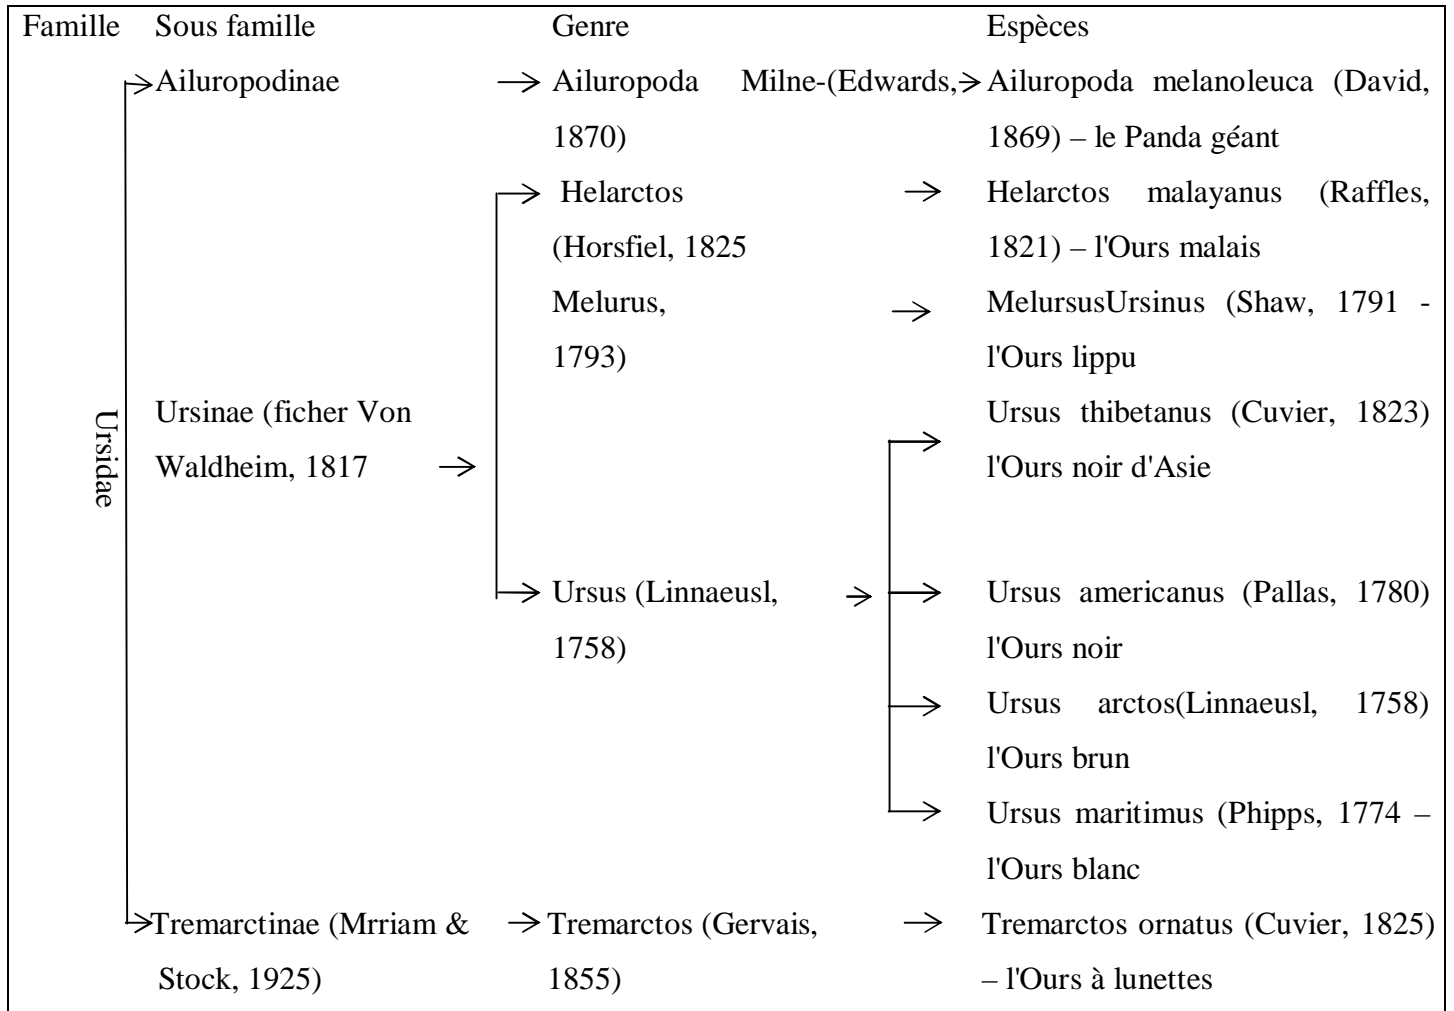 Famille Sous famille Genre Espèces
Ailuropodinae Ailuropoda Milne-(Edwards, Ailuropoda melanoleuca (David,
1870) 1869) – le Panda géant
Helarctos Helarctos malayanus (Raffles,
(Horsfiel, 1825 1821) – l'Ours malais
Melurus, MelursusUrsinus (Shaw, 1791 -
1793) l'Ours lippu
Ursidae
Ursinae (ficher Von Ursus thibetanus (Cuvier, 1823)
Waldheim, 1817 l'Ours noir d'Asie
Ursus (Linnaeusl, Ursus americanus (Pallas, 1780)
1758) l'Ours noir
Ursus arctos(Linnaeusl, 1758)
l'Ours brun
Ursus maritimus (Phipps, 1774 –
l'Ours blanc
Tremarctinae (Mrriam & Tremarctos (Gervais, Tremarctos ornatus (Cuvier, 1825)
Stock, 1925) 1855) – l'Ours à lunettes